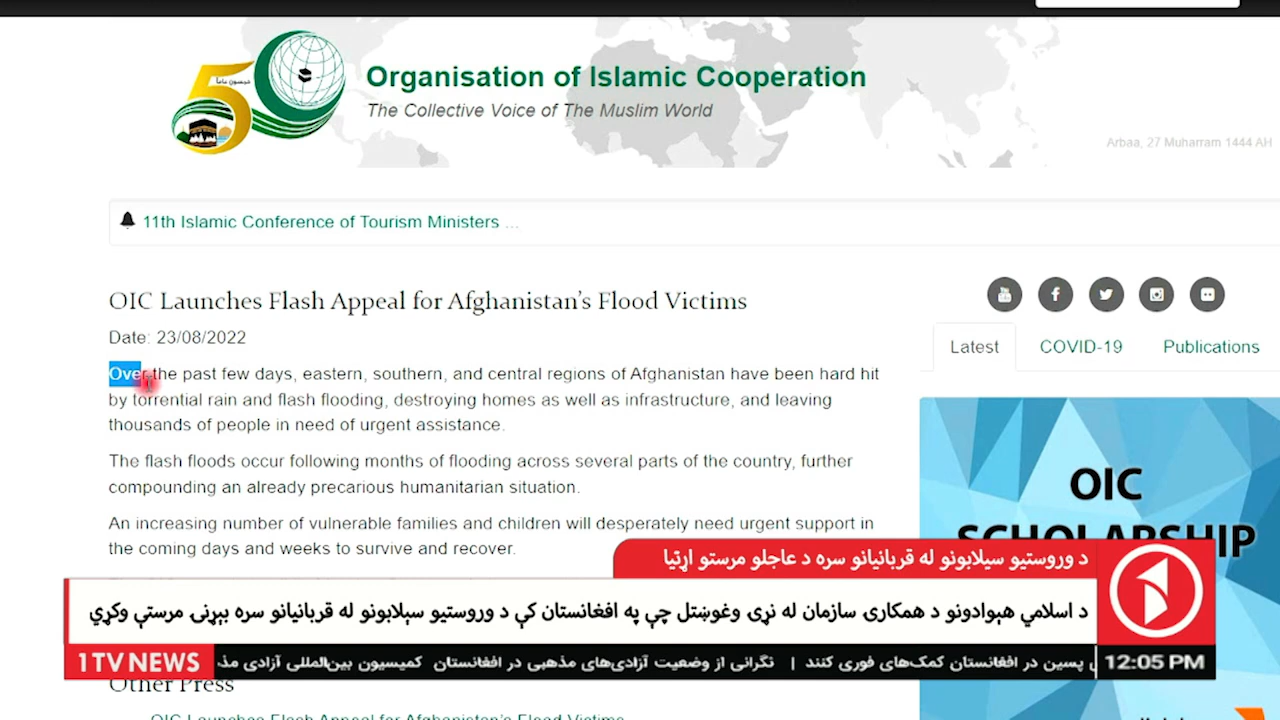 Organisation of Islamic Cooperation
The Collective Voice of The Muslim World
Arbaa, 27 Muharram 1444 AH
11th Islamic Conference of Tourism Ministers ...
OIC Launches Flash Appeal for Afghanistan's Flood Victims
Date: 23/08/2022
Over the past few days, eastern, southern, and central regions of Afghanistan have been hard hit
by torrential rain and flash flooding, destroying homes as well as infrastructure, and leaving
thousands of people in need of urgent assistance.
The flash floods occur following months of flooding across several parts of the country, further
compounding an already precarious humanitarian situation.
An increasing number of vulnerable families and children will desperately need urgent support in
the coming days and weeks to survive and recover.
Latest COVID-19 Publications
OIC
SCHOLARSHIP
د وروستیو سیلابونو له قربانیانو سره د عاجلو مرستو اړتیا
د اسلامي هېوادونو د همکارۍ سازمان له نړۍ وغوښتل چې په افغانستان کې د وروستیو سېلابونو له قربانیانو سره بېړنۍ مرستې وکړي
1TV NEWS
پسین در افغانستان کمک‌های فوری کنند | نگرانی از وضعیت آزادی‌های مذهبی در افغانستان کمیسیون بین‌المللی آزادی
12:05 PM
Other Press
OIC Launches Flash Appeal for Afghanistan's Flood Victims